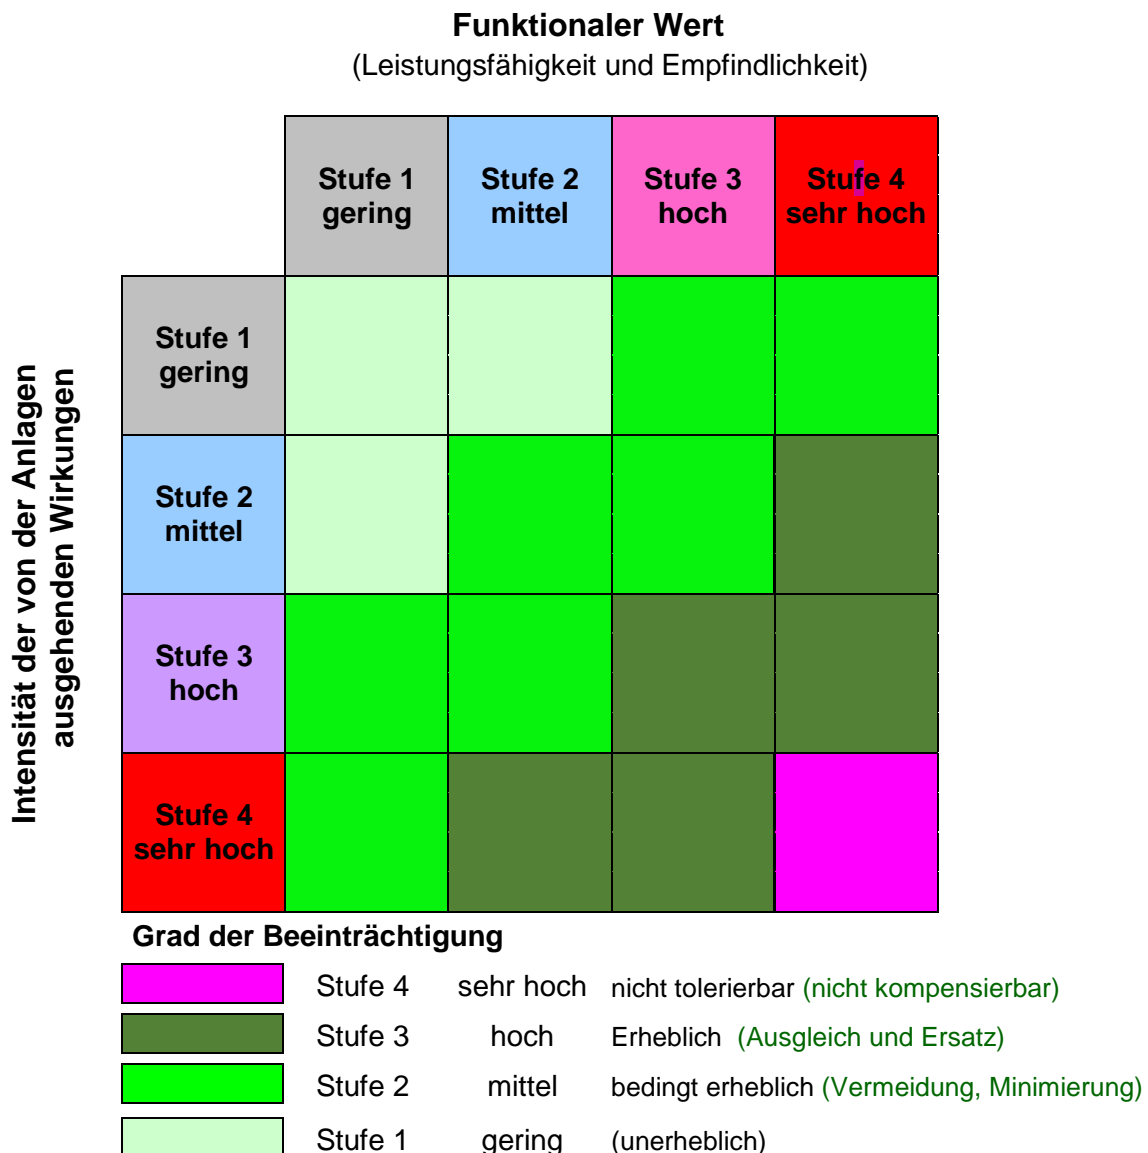 Funktionaler Wert
(Leistungsfähigkeit und Empfindlichkeit)
Stufe 1 Stufe 2 Stufe 3 Stufe 4
gering mittel hoch sehr hoch
Intensität der von der Anlagen
ausgehenden Wirkungen
Stufe 1
gering
Stufe 2
mittel
Stufe 3
hoch
Stufe 4
sehr hoch
Grad der Beeinträchtigung
Stufe 4 sehr hoch nicht tolerierbar (nicht kompensierbar)
Stufe 3 hoch Erheblich (Ausgleich und Ersatz)
Stufe 2 mittel bedingt erheblich (Vermeidung, Minimierung)
Stufe 1 gering (unerheblich)